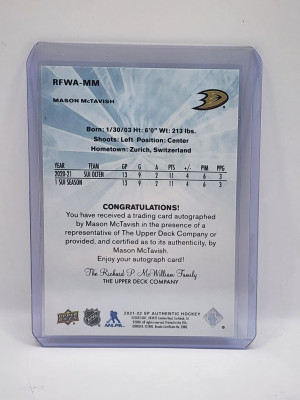 RFWA-MM
MASON McTAVISH
Born: 1/30/03 Ht: 6'0" Wt: 213 lbs.
Shoots: Left Position: Center
Hometown: Zurich, Switzerland
YEAR TEAM GP G A PTS +/- PIM PPG
2020-21 SUI OLTEN 13 9 2 11 4 6 3
1 SUI SEASON 13 9 2 11 4 6 3
CONGRATULATIONS!
You have received a trading card autographed
by Mason McTavish in the presence of a
representative of The Upper Deck Company or
provided, and certified as to its authenticity, by
Mason McTavish.
Enjoy your autograph card!
The Richard P. McWilliam Family
THE UPPER DECK COMPANY
2021-22 SP AUTHENTIC HOCKEY
NHL
NHLPA